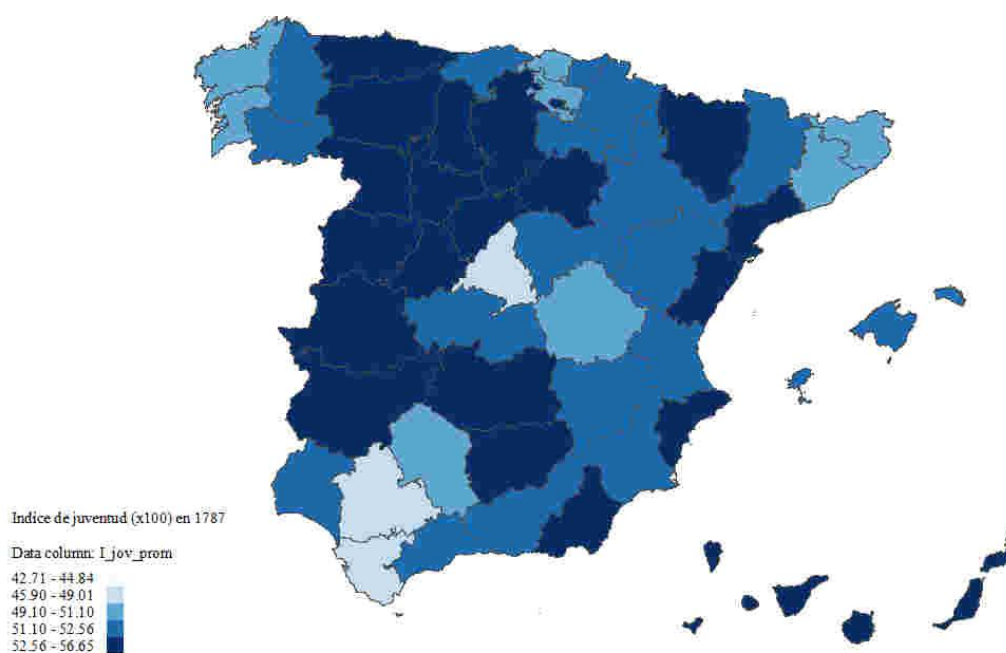 Indice de juventud (x100) en 1787
Data column: I_jov_prom
42.71 - 44.84
45.90 - 49.01
49.10 - 51.10
51.10 - 52.56
52.56 - 56.65